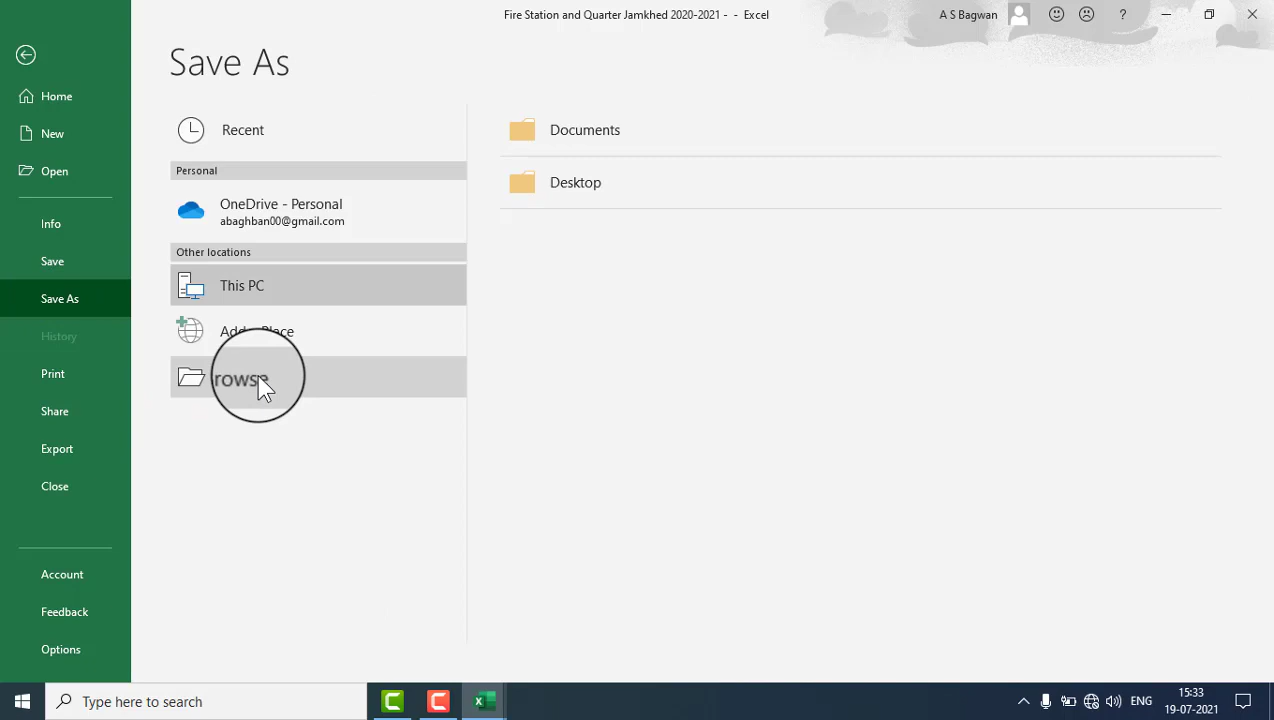 Fire Station and Quarter Jamkhed 2020-2021 - - Excel
A S Bagwan
?
Save As
Home
New
Open
Info
Save
Save As
History
Print
Share
Export
Close
Account
Feedback
Options
Recent
Personal
OneDrive - Personal
abaghban00@gmail.com
Other locations
This PC
Place
rowse
Documents
Desktop
Type here to search
ENG
15:33
19-07-2021